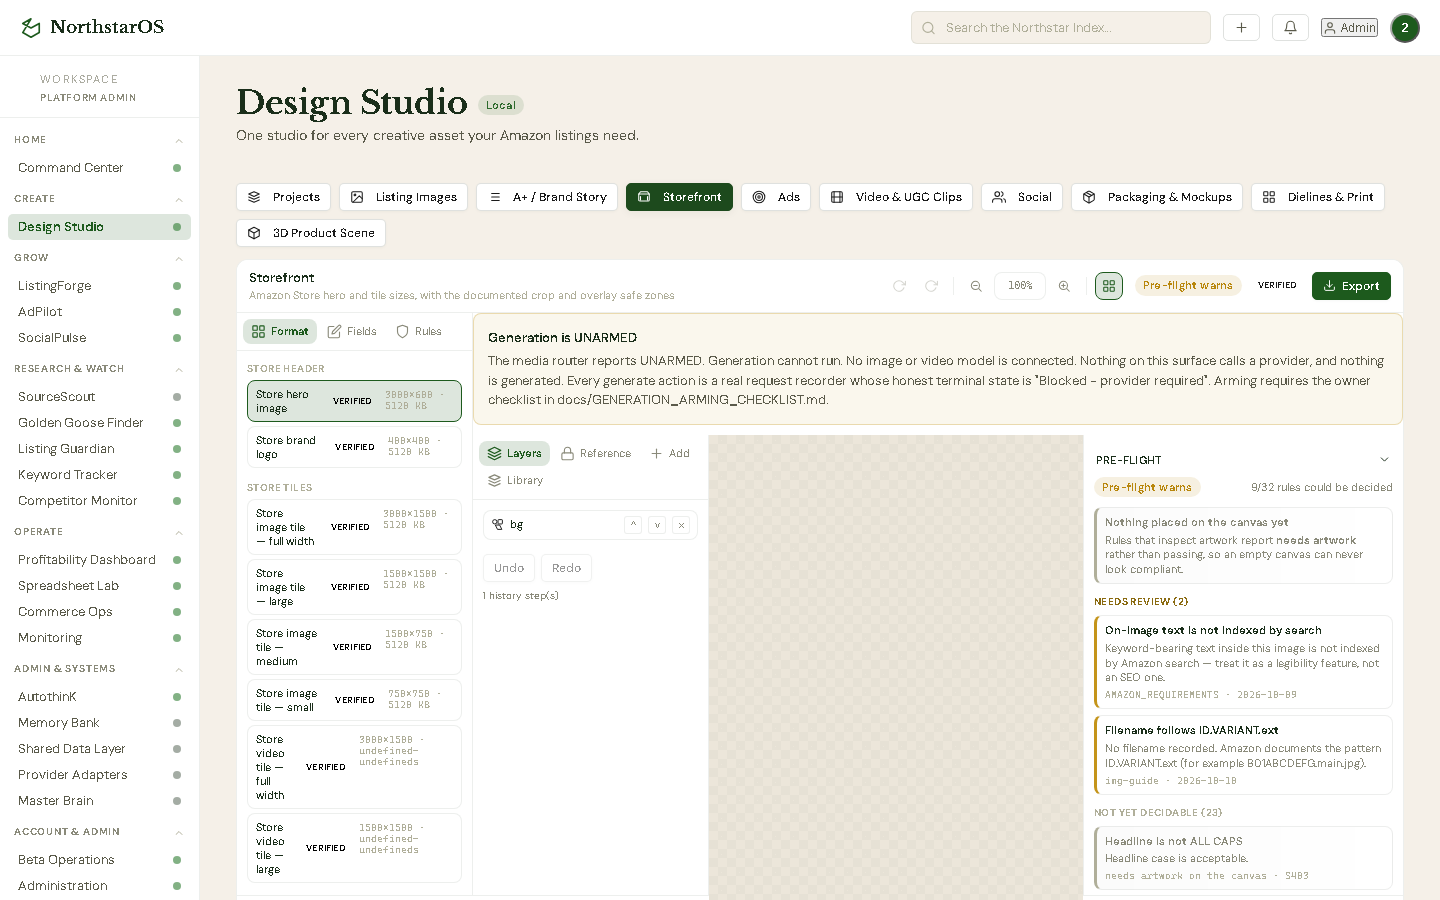 NorthstarOS
Search the Northstar Index...
Admin
2
WORKSPACE
PLATFORM ADMIN
HOME
Command Center
CREATE
Design Studio
GROW
ListingForge
AdPilot
SocialPulse
RESEARCH & WATCH
SourceScout
Golden Goose Finder
Listing Guardian
Keyword Tracker
Competitor Monitor
OPERATE
Profitability Dashboard
Spreadsheet Lab
Commerce Ops
Monitoring
ADMIN & SYSTEMS
AutothinK
Memory Bank
Shared Data Layer
Provider Adapters
Master Brain
ACCOUNT & ADMIN
Beta Operations
Administration
Design Studio Local
One studio for every creative asset your Amazon listings need.
Projects Listing Images A+ / Brand Story Storefront Ads Video & UGC Clips Social Packaging & Mockups Dielines & Print
3D Product Scene
Storefront
Amazon Store hero and tile sizes, with the documented crop and overlay safe zones
100% Pre-flight warns VERIFIED Export
Format Fields Rules
STORE HEADER
Store hero image VERIFIED 3000×600 · 5120 KB
Store brand logo VERIFIED 400×400 · 5120 KB
STORE TILES
Store image tile — full width VERIFIED 3000×1500 · 5120 KB
Store image tile — large VERIFIED 1500×1500 · 5120 KB
Store image tile — medium VERIFIED 1500×750 · 5120 KB
Store image tile — small VERIFIED 750×750 · 5120 KB
Store video tile — full width VERIFIED 3000×1500 · undefined–undefineds
Store video tile — large VERIFIED 1500×1500 · undefined–undefineds
Generation is UNARMED
The media router reports UNARMED. Generation cannot run. No image or video model is connected. Nothing on this surface calls a provider, and nothing
is generated. Every generate action is a real request recorder whose honest terminal state is "Blocked - provider required". Arming requires the owner
checklist in docs/GENERATION_ARMING_CHECKLIST.md.
Layers Reference Add
Library
bg ^ v ×
Undo Redo
1 history step(s)
PRE-FLIGHT
Pre-flight warns 9/32 rules could be decided
Nothing placed on the canvas yet
Rules that inspect artwork report needs artwork
rather than passing, so an empty canvas can never
look compliant.
NEEDS REVIEW (2)
On-image text is not indexed by search
Keyword-bearing text inside this image is not indexed
by Amazon search — treat it as a legibility feature, not
an SEO one.
AMAZON_REQUIREMENTS · 2026-10-09
Filename follows ID.VARIANT.ext
No filename recorded. Amazon documents the pattern
ID.VARIANT.ext (for example B01ABCDEFG.main.jpg).
img-guide · 2026-10-10
NOT YET DECIDABLE (23)
Headline is not ALL CAPS
Headline case is acceptable.
needs artwork on the canvas · S4B3